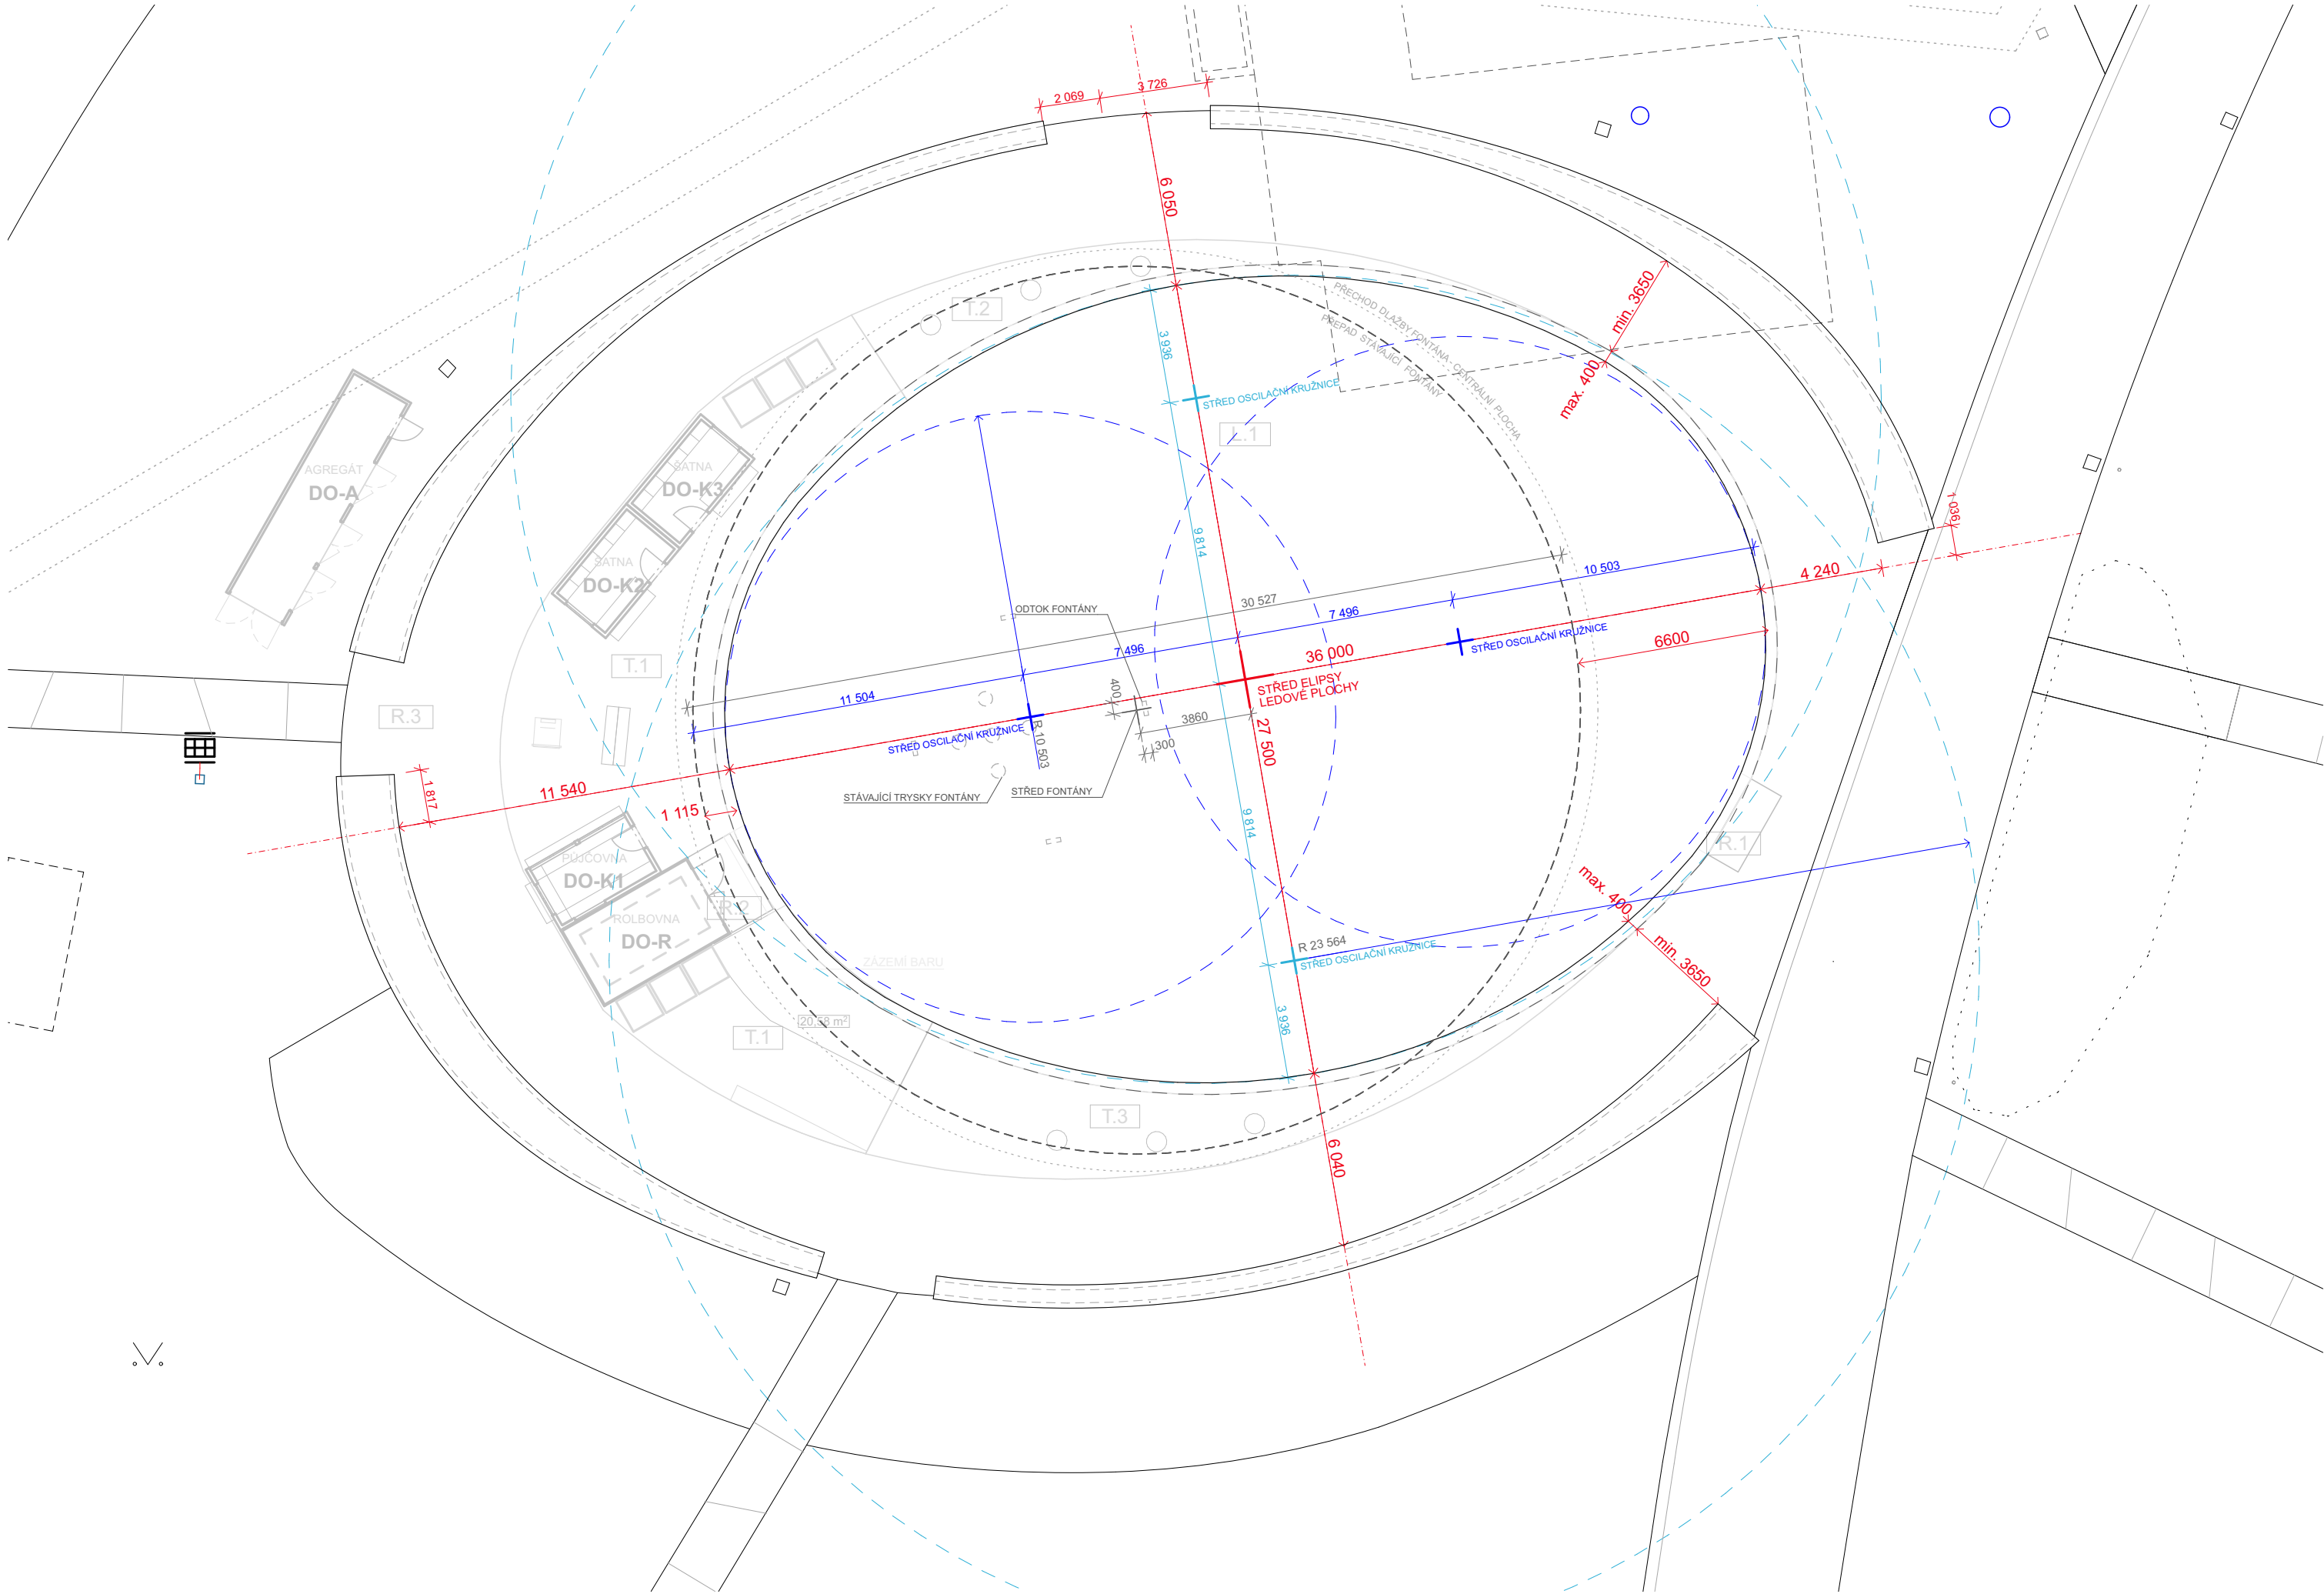 2 069
3 726
6 050
T.2
min. 3650
PŘECHOD DLAŽBY FONTÁNA - CENTRÁLNÍ PLOCHA
PŘEPAD STÁVAJÍCÍ FONTÁNY
3 936
max. 400
STŘED OSCILAČNÍ KRUŽNICE
L.1
AGREGÁT
DO-A
ŠATNA
DO-K3
1 036
9 814
ŠATNA
DO-K2
10 503
4 240
30 527
ODTOK FONTÁNY
7 496
STŘED OSCILAČNÍ KRUŽNICE
6600
7 496
36 000
T.1
11 504
400
STŘED ELIPSY
LEDOVÉ PLOCHY
R.3
3860
STŘED OSCILAČNÍ KRUŽNICE
R 10 503
300
27 500
1 817
11 540
STÁVAJÍCÍ TRYSKY FONTÁNY
STŘED FONTÁNY
1 115
9 814
R.1
PŮJČOVNA
DO-K1
max. 400
R.2
ROLBOVNA
DO-R
R 23 564
STŘED OSCILAČNÍ KRUŽNICE
ZÁZEMÍ BARU
min. 3650
20,58 m²
3 936
T.1
T.3
6 040